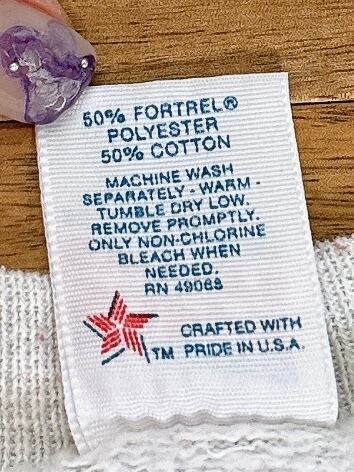 50% FORTREL®
POLYESTER
50% COTTON
MACHINE WASH
SEPARATELY - WARM -
TUMBLE DRY LOW.
REMOVE PROMPTLY.
ONLY NON-CHLORINE
BLEACH WHEN
NEEDED.
RN 49068
CRAFTED WITH
TM PRIDE IN U.S.A.